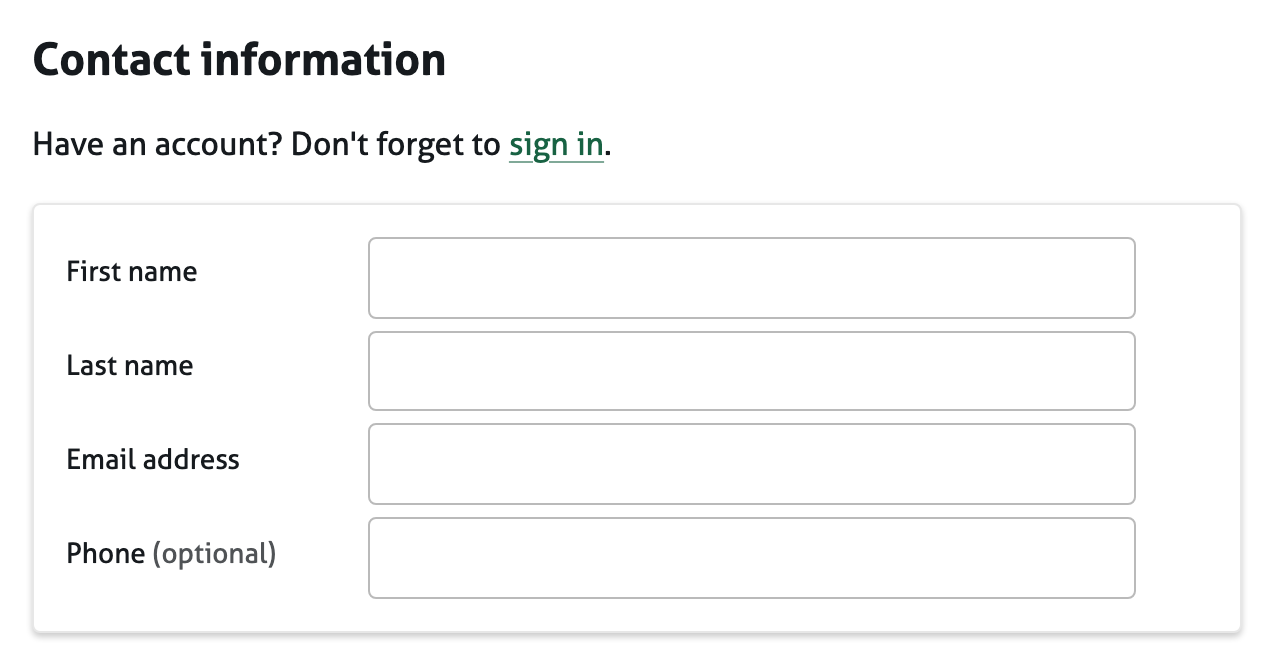 Contact information
Have an account? Don't forget to sign in.
First name
Last name
Email address
Phone (optional)